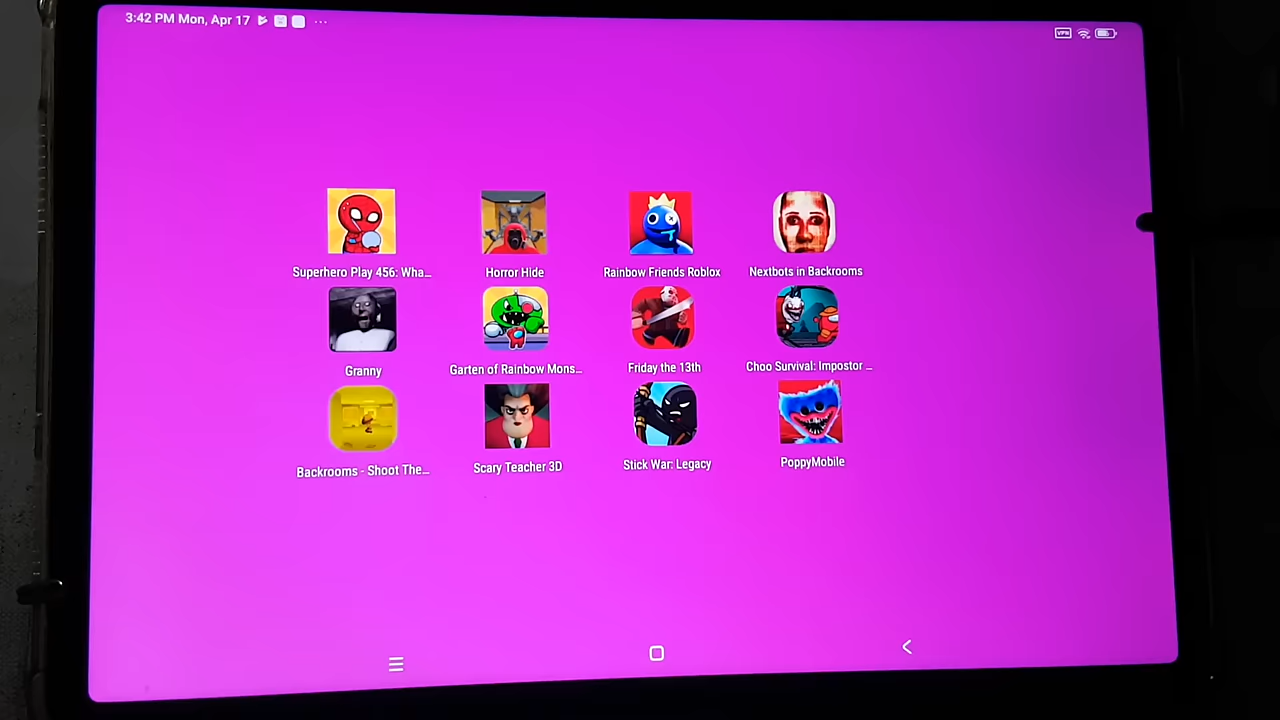 3:42 PM Mon, Apr 17
VPN
Superhero Play 456: Wha...
Horror Hide
Rainbow Friends Roblox
Nextbots in Backrooms
Granny
Garten of Rainbow Mons...
Friday the 13th
Choo Survival: Impostor ...
Backrooms - Shoot The...
Scary Teacher 3D
Stick War: Legacy
PoppyMobile